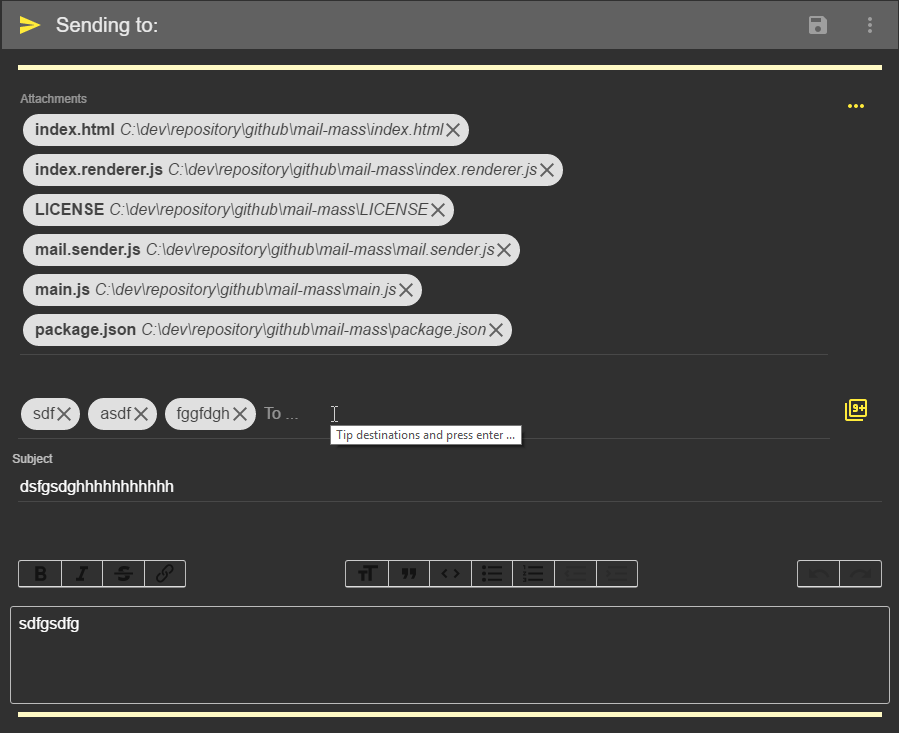 Sending to:
Attachments
index.html C:\dev\repository\github\mail-mass\index.html
index.renderer.js C:\dev\repository\github\mail-mass\index.renderer.js
LICENSE C:\dev\repository\github\mail-mass\LICENSE
mail.sender.js C:\dev\repository\github\mail-mass\mail.sender.js
main.js C:\dev\repository\github\mail-mass\main.js
package.json C:\dev\repository\github\mail-mass\package.json
sdf asdf fggfdgh To ... 9+
Tip destinations and press enter ...
Subject
dsfgsdghhhhhhhhhhh
B I S TT
sdfgsdfg